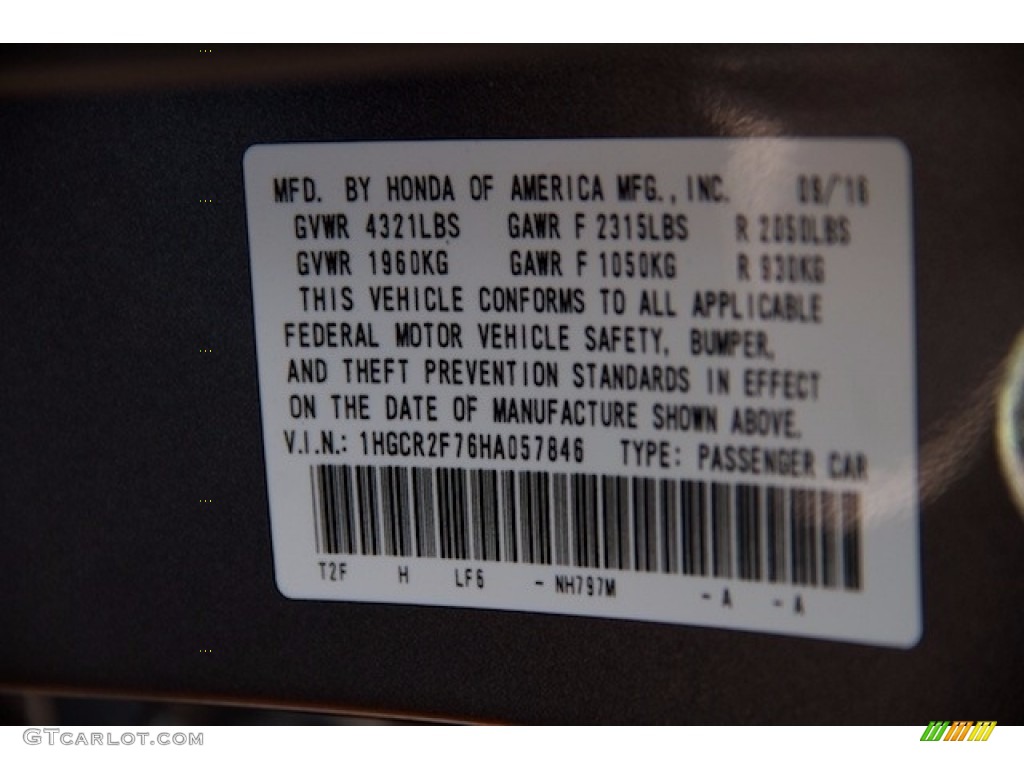 MFD. BY HONDA OF AMERICA MFG., INC.
GVWR 4321LBS GAWR F 2315LBS R 2050LBS
GVWR 1960KG GAWR F 1050KG R 930KG
THIS VEHICLE CONFORMS TO ALL APPLICABLE
FEDERAL MOTOR VEHICLE SAFETY, BUMPER,
AND THEFT PREVENTION STANDARDS IN EFFECT
ON THE DATE OF MANUFACTURE SHOWN ABOVE.
V.I.N.: 1HGCR2F76HA057846 TYPE: PASSENGER CAR
T2F H LF6 - NH797M - A - A
GTCARLOT.COM